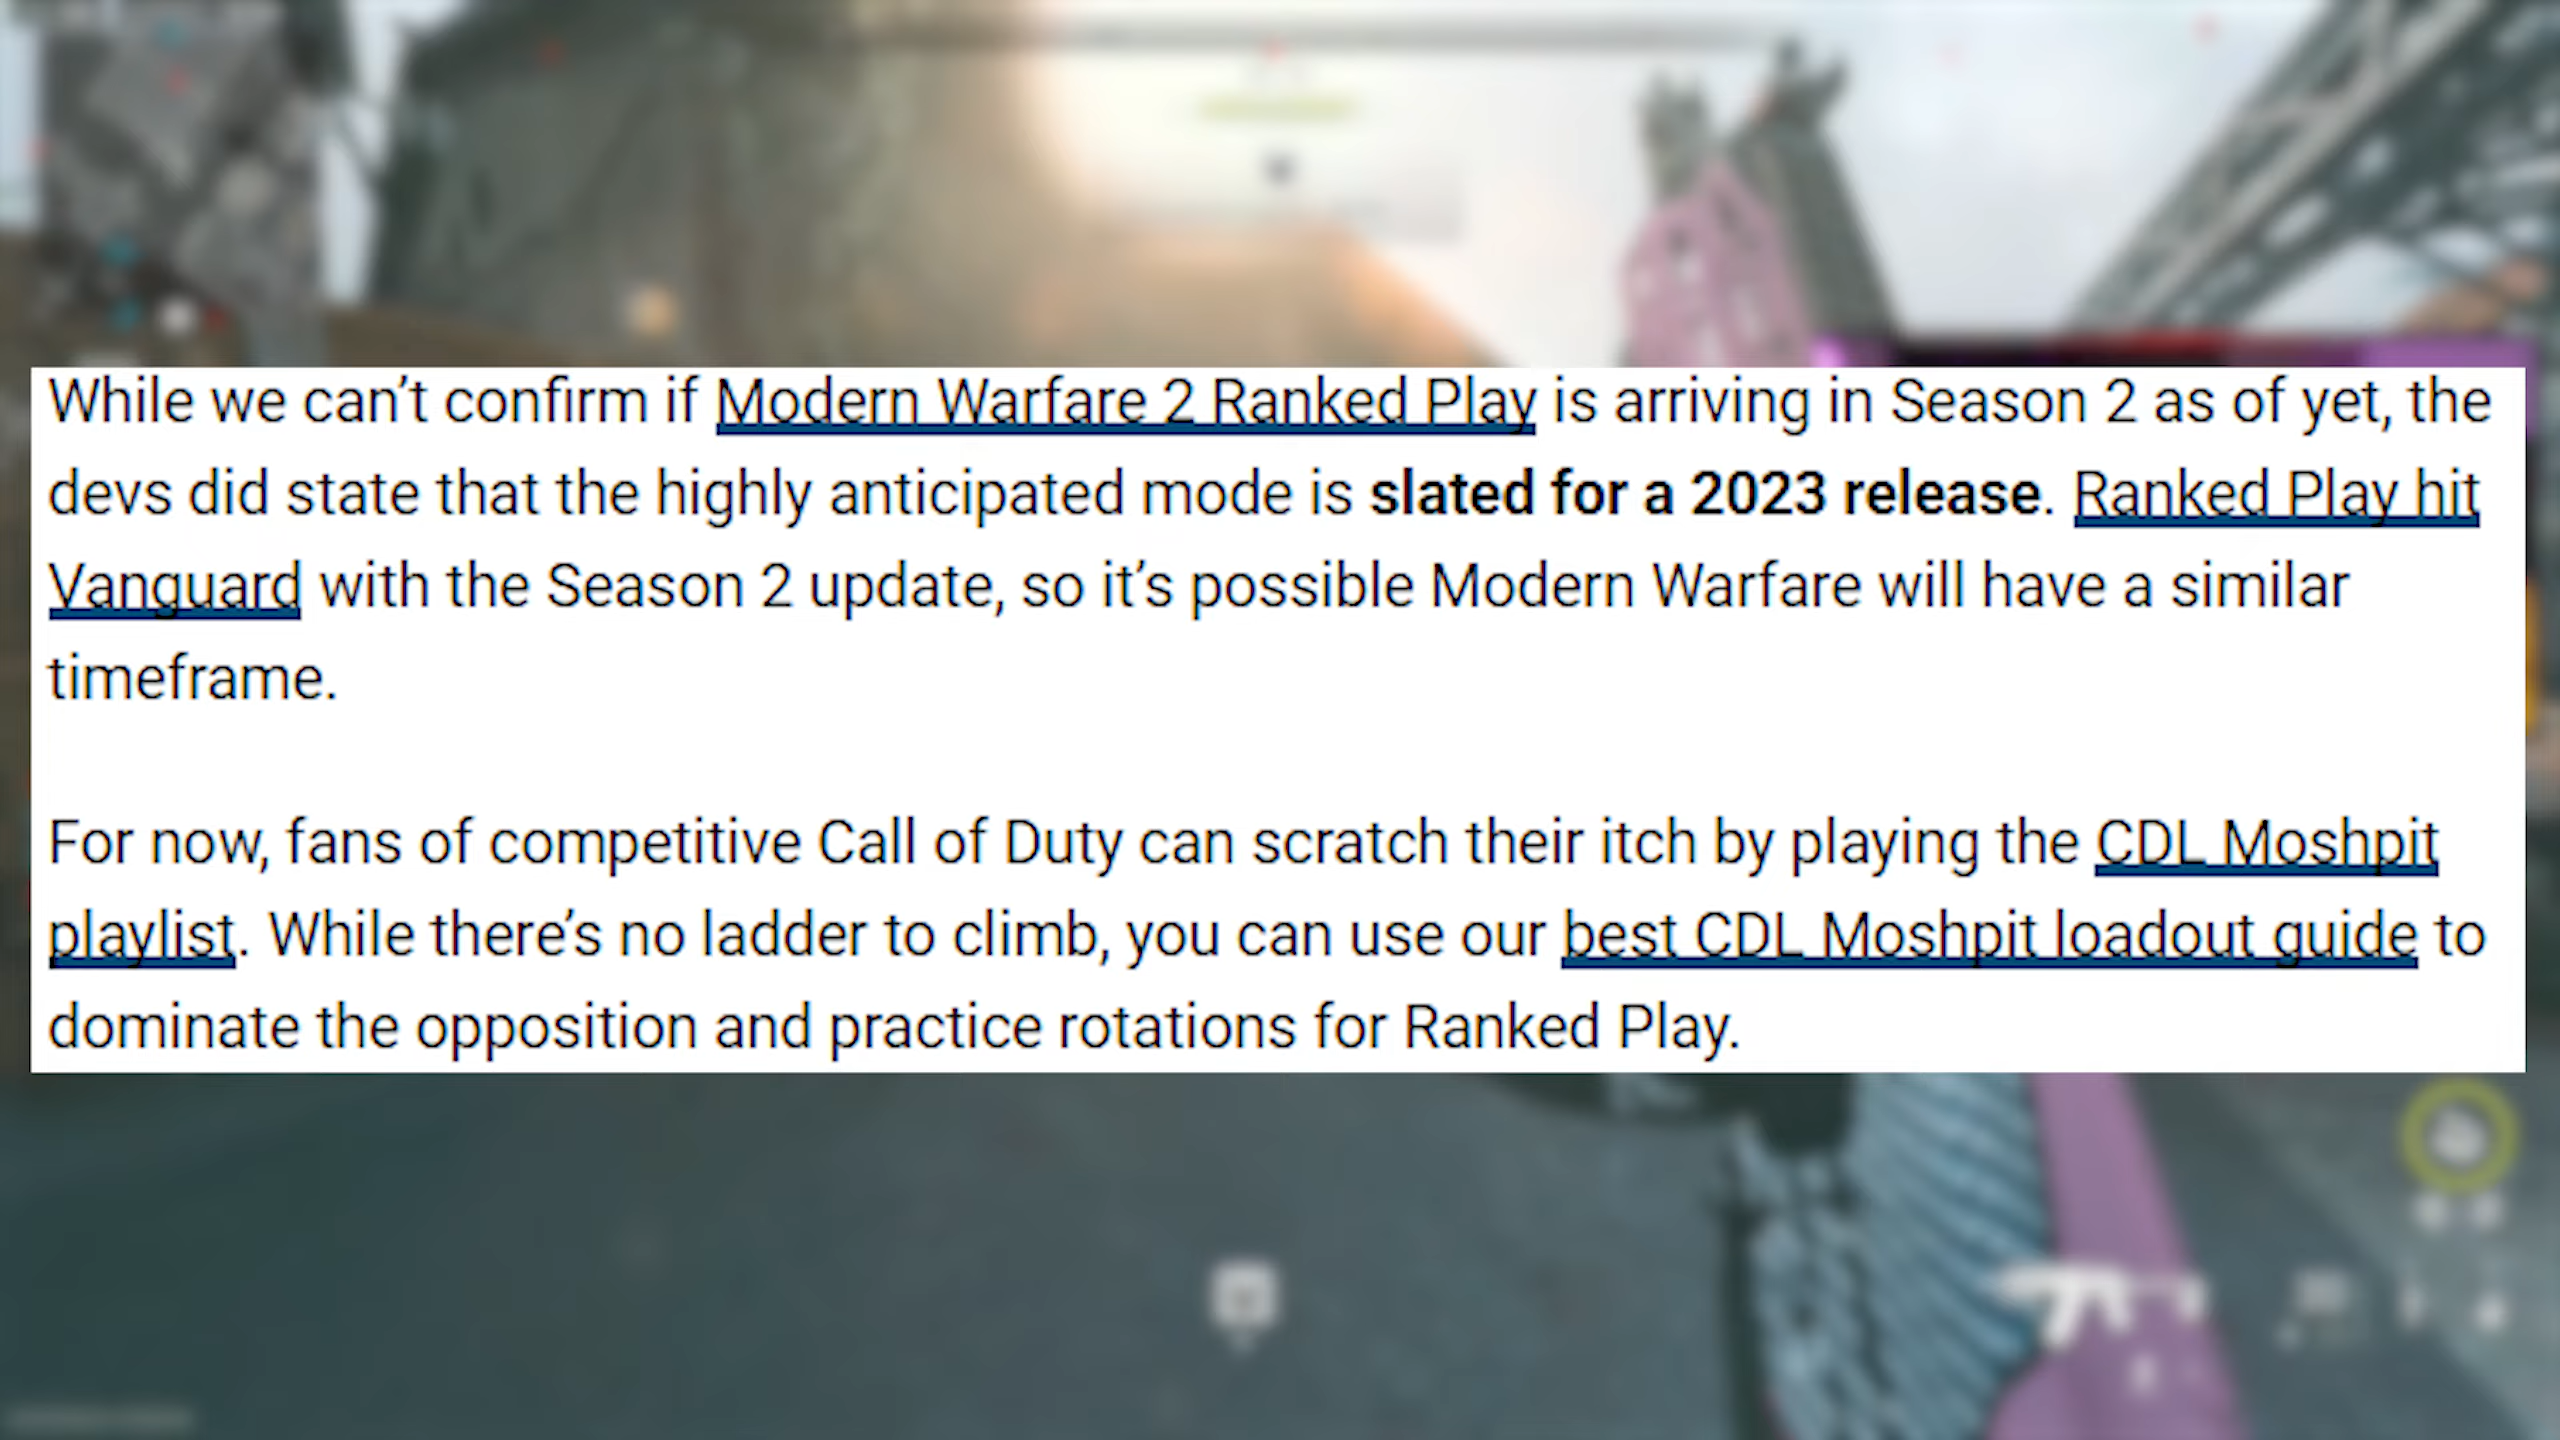 While we can’t confirm if Modern Warfare 2 Ranked Play is arriving in Season 2 as of yet, the
devs did state that the highly anticipated mode is slated for a 2023 release. Ranked Play hit
Vanguard with the Season 2 update, so it’s possible Modern Warfare will have a similar
timeframe.
For now, fans of competitive Call of Duty can scratch their itch by playing the CDL Moshpit
playlist. While there’s no ladder to climb, you can use our best CDL Moshpit loadout guide to
dominate the opposition and practice rotations for Ranked Play.